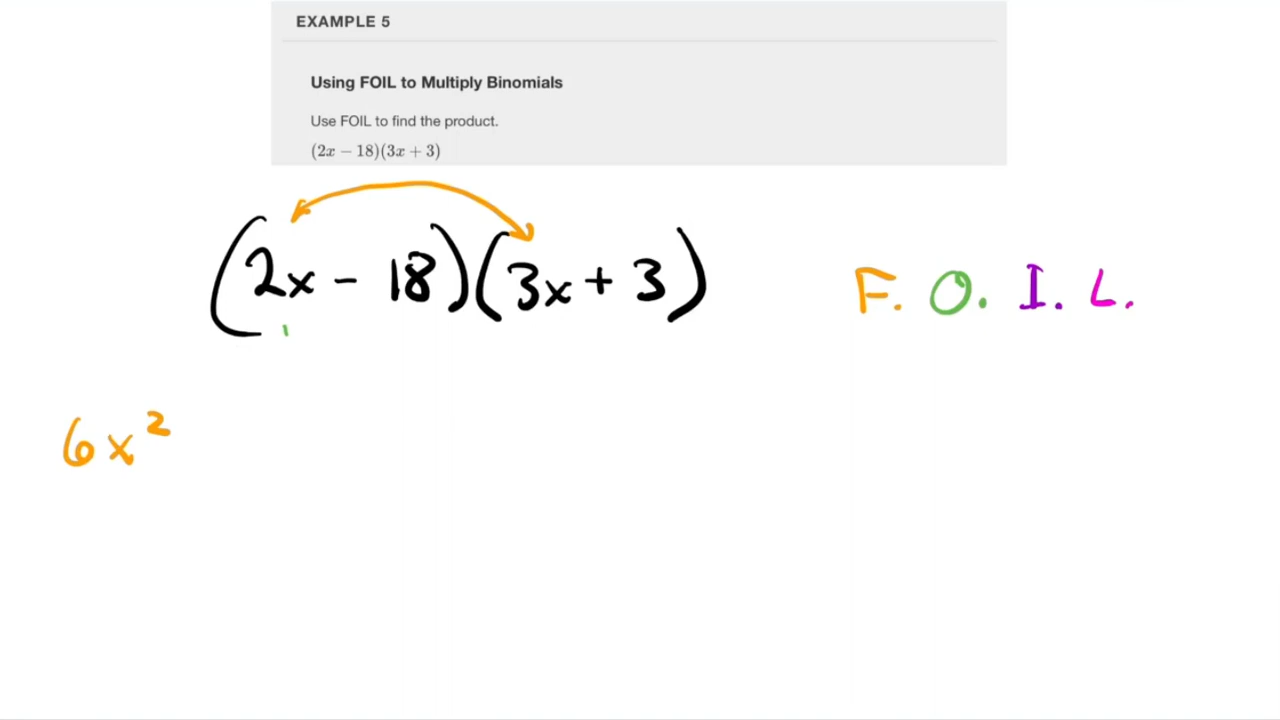 EXAMPLE 5
Using FOIL to Multiply Binomials
Use FOIL to find the product.
(2x − 18)(3x + 3)
(2x - 18)(3x + 3) F. O. I. L.
6x²